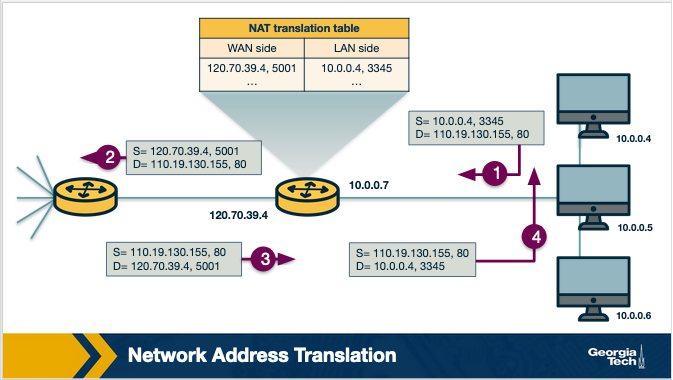 NAT translation table
WAN side
LAN side
120.70.39.4, 5001
10.0.0.4, 3345
...
...
S= 10.0.0.4, 3345
D= 110.19.130.155, 80
1
10.0.0.4
S= 120.70.39.4, 5001
D= 110.19.130.155, 80
2
10.0.0.7
120.70.39.4
10.0.0.5
4
S= 110.19.130.155, 80
D= 120.70.39.4, 5001
3
S= 110.19.130.155, 80
D= 10.0.0.4, 3345
10.0.0.6
Network Address Translation
Georgia
Tech